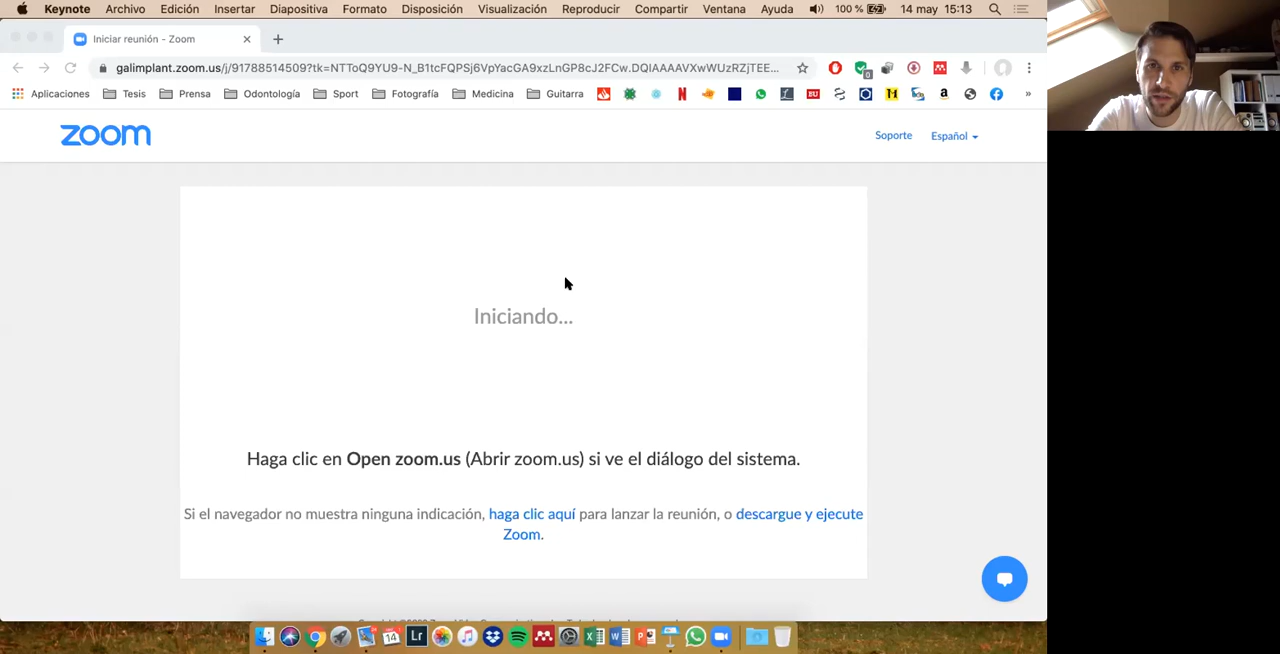 Keynote Archivo Edición Insertar Diapositiva Formato Disposición Visualización Reproducir Compartir Ventana Ayuda 100 % 14 may 15:13
Iniciar reunión - Zoom
galimplant.zoom.us/j/91788514509?tk=
Aplicaciones Tesis Prensa Odontología Sport Fotografía Medicina Guitarra »
zoom
Soporte Español
Iniciando...
Haga clic en Open zoom.us (Abrir zoom.us) si ve el diálogo del sistema.
Si el navegador no muestra ninguna indicación, haga clic aquí para lanzar la reunión, o descargue y ejecute
Zoom.
14 Lr